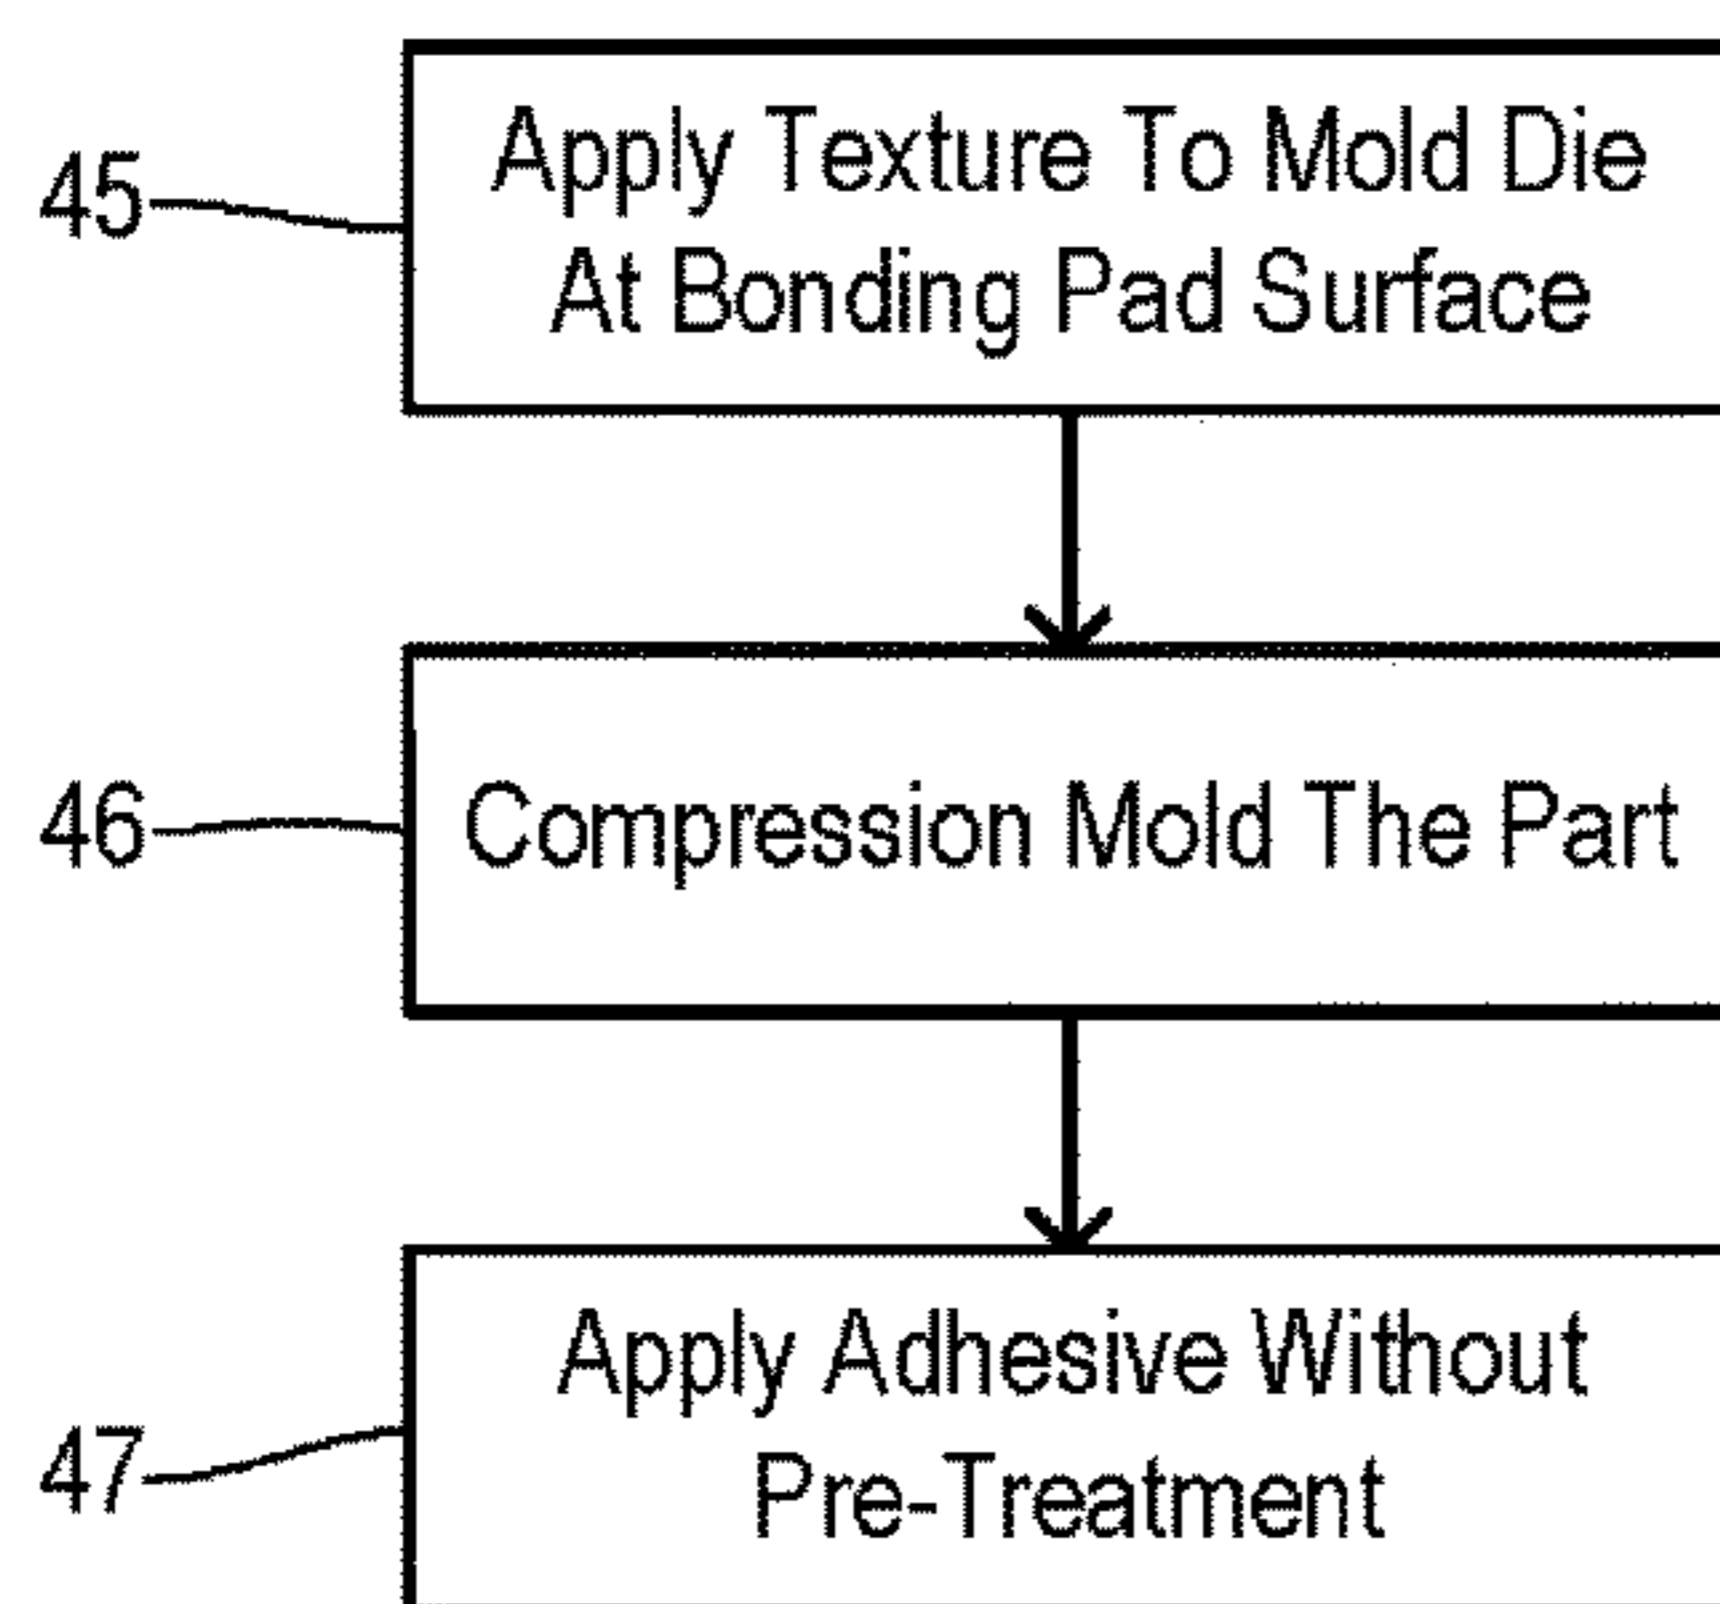 45
Apply Texture To Mold Die
At Bonding Pad Surface
46
Compression Mold The Part
47
Apply Adhesive Without
Pre-Treatment